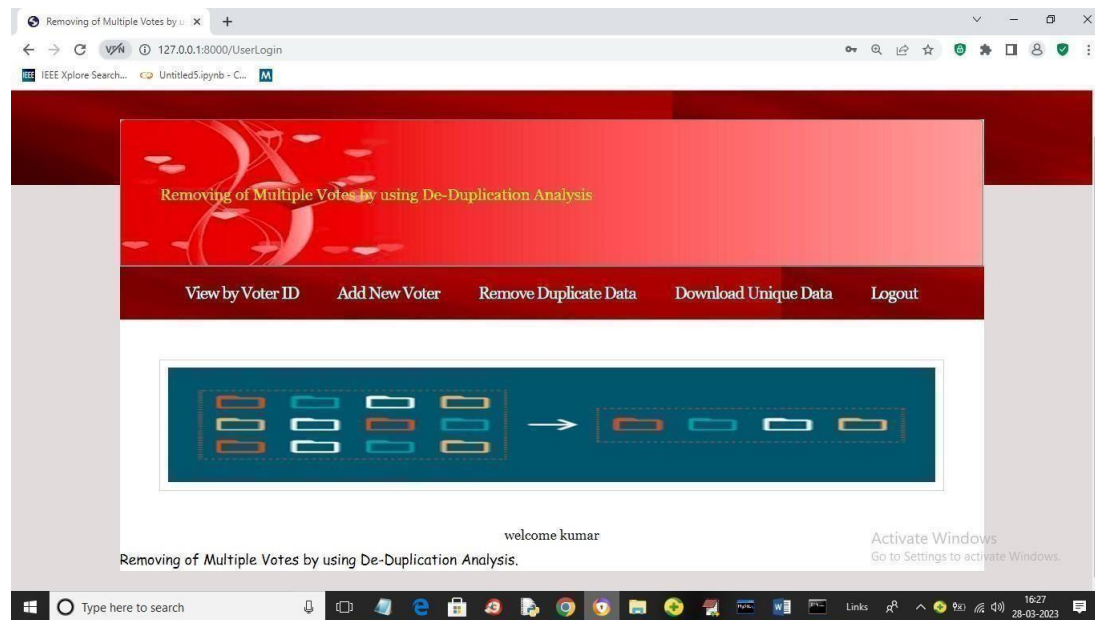 Removing of Multiple Votes by u
127.0.0.1:8000/UserLogin
IEEE IEEE Xplore Search... CO Untitled5.ipynb - C... M
Removing of Multiple Votes by using De-Duplication Analysis
View by Voter ID Add New Voter Remove Duplicate Data Download Unique Data Logout
welcome kumar
Removing of Multiple Votes by using De-Duplication Analysis.
Activate Windows
Go to Settings to activate Windows.
Type here to search Links 16:27
28-03-2023